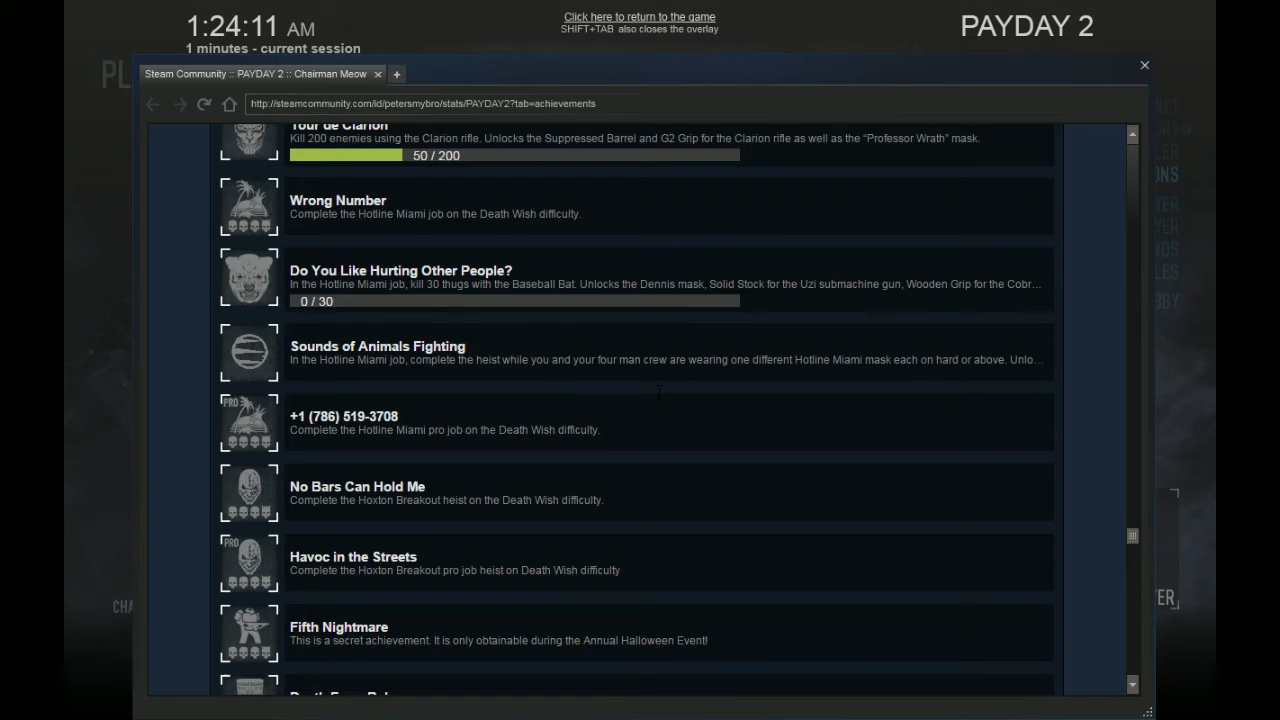 1:24:11 AM
1 minutes - current session
Click here to return to the game
SHIFT+TAB also closes the overlay
PAYDAY 2
Steam Community :: PAYDAY 2 :: Chairman Meow
http://steamcommunity.com/id/petersmybro/stats/PAYDAY2?tab=achievements
Tour de Clarion
Kill 200 enemies using the Clarion rifle. Unlocks the Suppressed Barrel and G2 Grip for the Clarion rifle as well as the “Professor Wrath” mask.
50 / 200
Wrong Number
Complete the Hotline Miami job on the Death Wish difficulty.
Do You Like Hurting Other People?
In the Hotline Miami job, kill 30 thugs with the Baseball Bat. Unlocks the Dennis mask, Solid Stock for the Uzi submachine gun, Wooden Grip for the Cobr...
0 / 30
Sounds of Animals Fighting
In the Hotline Miami job, complete the heist while you and your four man crew are wearing one different Hotline Miami mask each on hard or above. Unlo...
PRO
+1 (786) 519-3708
Complete the Hotline Miami pro job on the Death Wish difficulty.
No Bars Can Hold Me
Complete the Hoxton Breakout heist on the Death Wish difficulty.
PRO
Havoc in the Streets
Complete the Hoxton Breakout pro job heist on Death Wish difficulty
Fifth Nightmare
This is a secret achievement. It is only obtainable during the Annual Halloween Event!